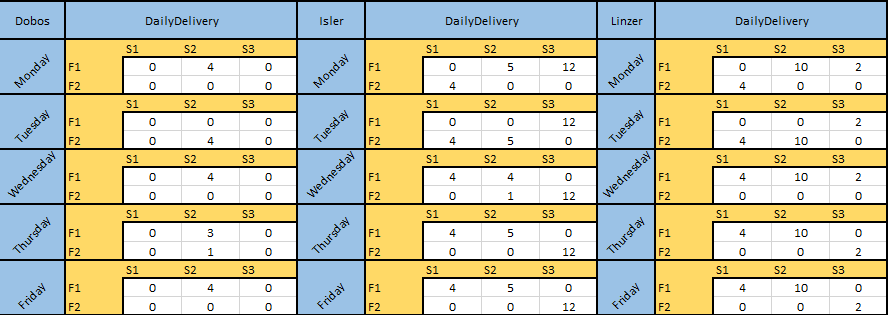 Dobos DailyDelivery Isler DailyDelivery Linzer DailyDelivery
Monday S1 S2 S3 Monday S1 S2 S3 Monday S1 S2 S3
F1 0 4 0 F1 0 5 12 F1 0 10 2
F2 0 0 0 F2 4 0 0 F2 4 0 0
Tuesday S1 S2 S3 Tuesday S1 S2 S3 Tuesday S1 S2 S3
F1 0 0 0 F1 0 0 12 F1 0 0 2
F2 0 4 0 F2 4 5 0 F2 4 10 0
Wednesday S1 S2 S3 Wednesday S1 S2 S3 Wednesday S1 S2 S3
F1 0 4 0 F1 4 4 0 F1 4 10 2
F2 0 0 0 F2 0 1 12 F2 0 0 0
Thursday S1 S2 S3 Thursday S1 S2 S3 Thursday S1 S2 S3
F1 0 3 0 F1 4 5 0 F1 4 10 0
F2 0 1 0 F2 0 0 12 F2 0 0 2
Friday S1 S2 S3 Friday S1 S2 S3 Friday S1 S2 S3
F1 0 4 0 F1 4 5 0 F1 4 10 0
F2 0 0 0 F2 0 0 12 F2 0 0 2